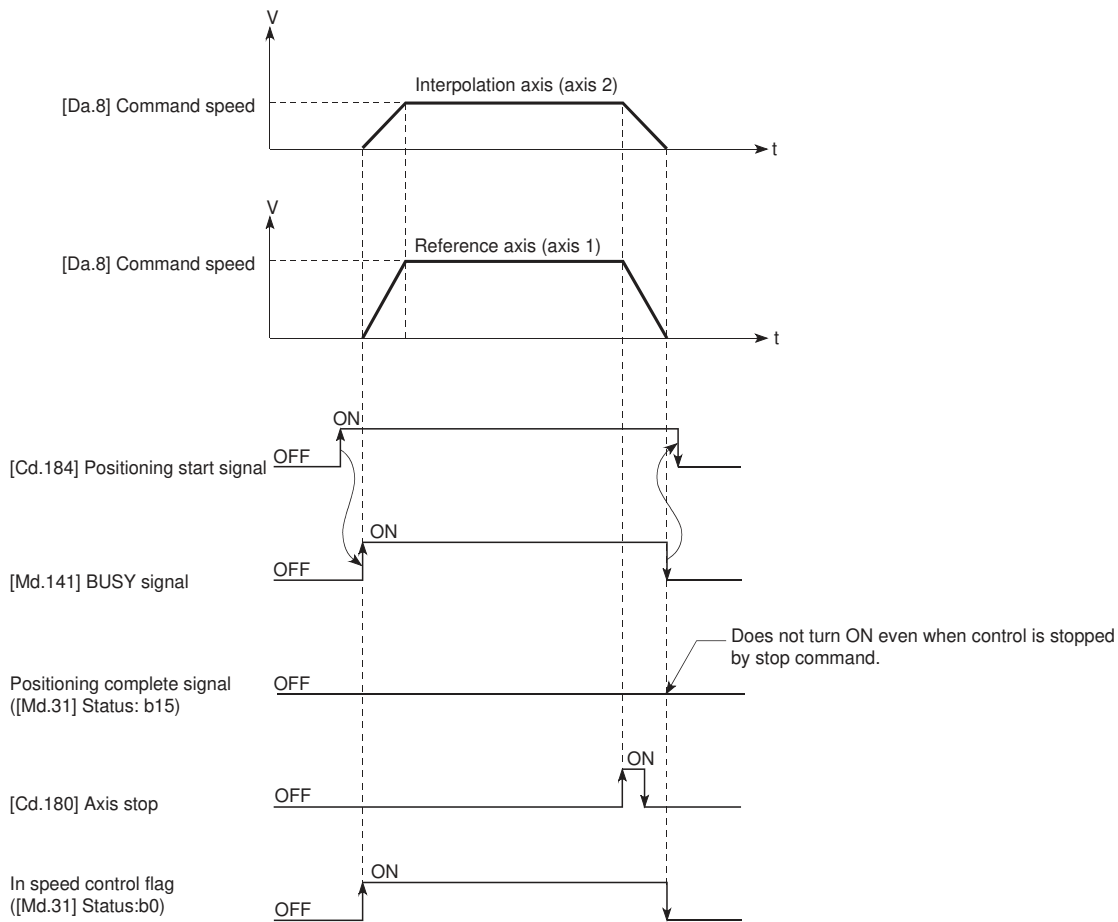 V
Interpolation axis (axis 2)
[Da.8] Command speed
t
V
Reference axis (axis 1)
[Da.8] Command speed
t
ON
OFF
[Cd.184] Positioning start signal
ON
OFF
[Md.141] BUSY signal
Does not turn ON even when control is stopped
by stop command.
OFF
Positioning complete signal
([Md.31] Status: b15)
ON
OFF
[Cd.180] Axis stop
ON
In speed control flag
([Md.31] Status:b0)
OFF